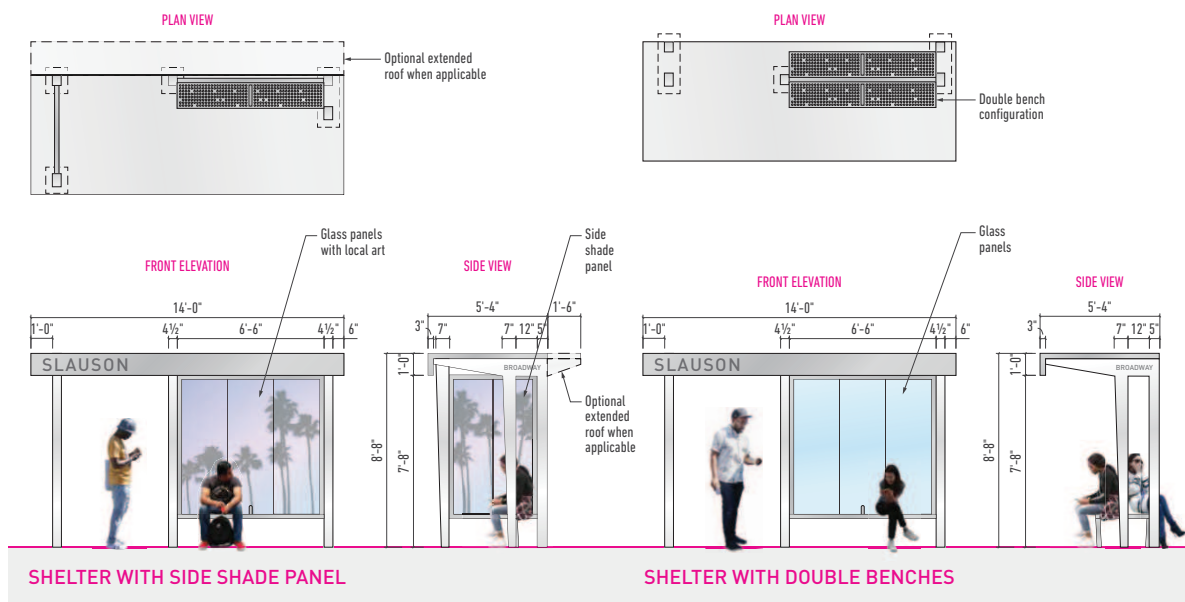 PLAN VIEW
Optional extended
roof when applicable
Glass panels
with local art
Side
shade
panel
FRONT ELEVATION
SIDE VIEW
14'-0"
1'-0"
4½"
6'-6"
4½"
6"
5'-4"
1'-6"
3"
7"
7"
12"
5"
SLAUSON
BROADWAY
1'-0"
8'-8"
7'-8"
Optional
extended
roof when
applicable
SHELTER WITH SIDE SHADE PANEL
PLAN VIEW
Double bench
configuration
Glass
panels
FRONT ELEVATION
SIDE VIEW
14'-0"
1'-0"
4½"
6'-6"
4½"
6"
5'-4"
3"
7"
12"
5"
SLAUSON
BROADWAY
1'-0"
8'-8"
7'-8"
SHELTER WITH DOUBLE BENCHES